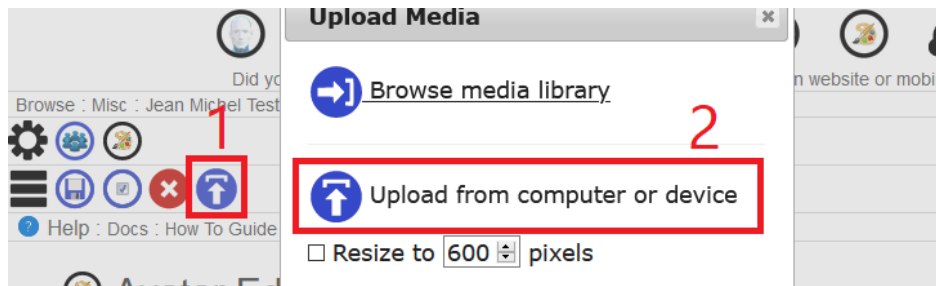 Upload Media
Did yo
n website or mobi
Browse media library
Browse : Misc : Jean Michel Test
1
2
Upload from computer or device
Help : Docs : How To Guide
Resize to 600 pixels